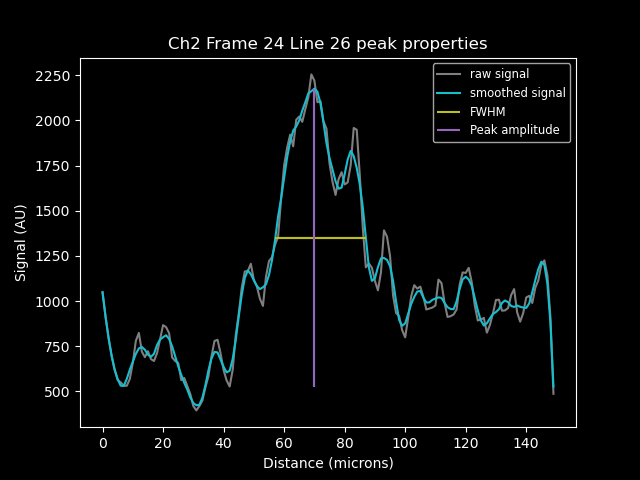 Ch2 Frame 24 Line 26 peak properties
raw signal
smoothed signal
FWHM
Peak amplitude
Signal (AU)
2250
2000
1750
1500
1250
1000
750
500
0 20 40 60 80 100 120 140
Distance (microns)